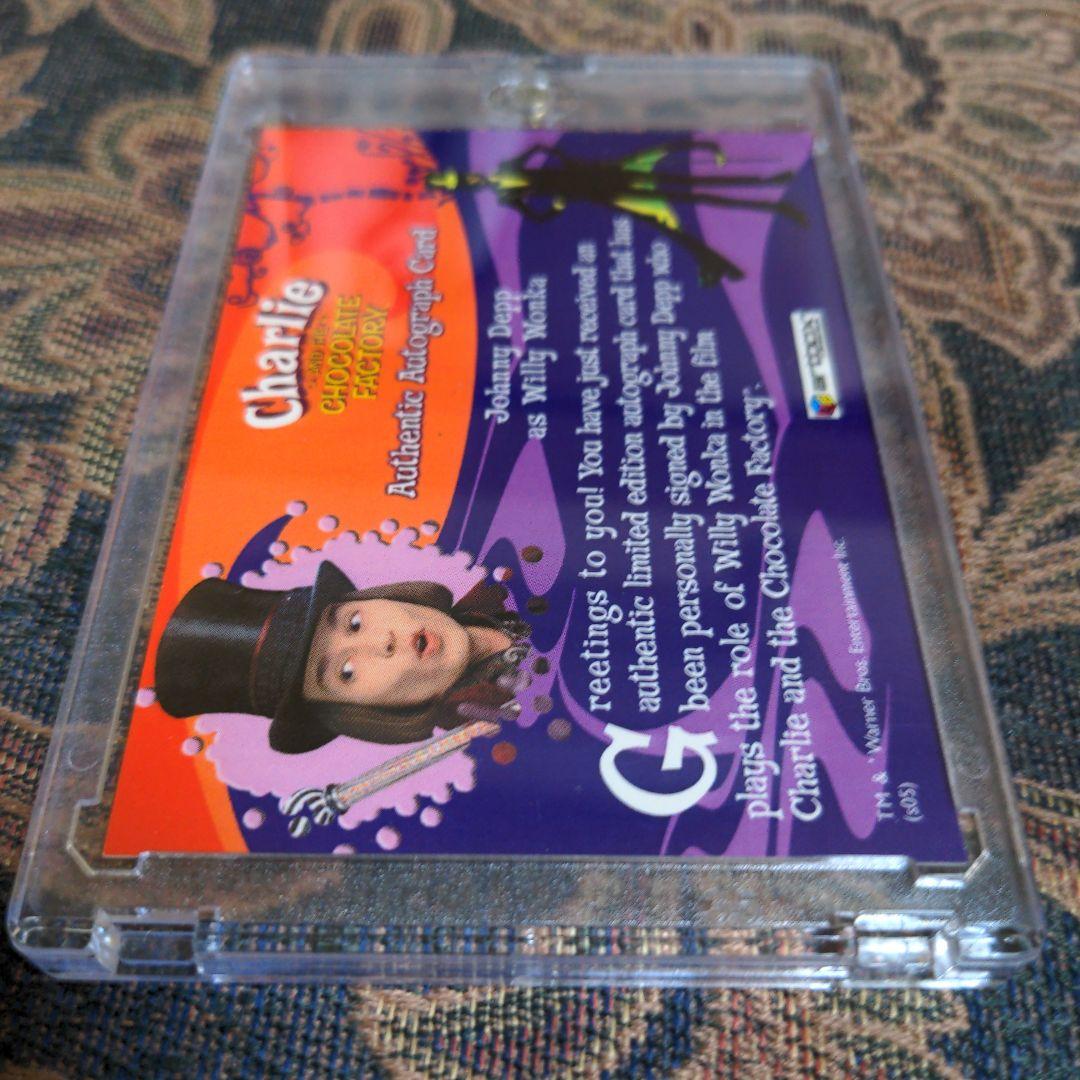 Charlie
AND THE
CHOCOLATE
FACTORY
Authentic Autograph Card
Johnny Depp
as Willy Wonka
Greetings to you! You have just received an
authentic limited edition autograph card that has
been personally signed by Johnny Depp who
plays the role of Willy Wonka in the film
Charlie and the Chocolate Factory.
artbox
TM & © Warner Bros. Entertainment Inc.
(s05)